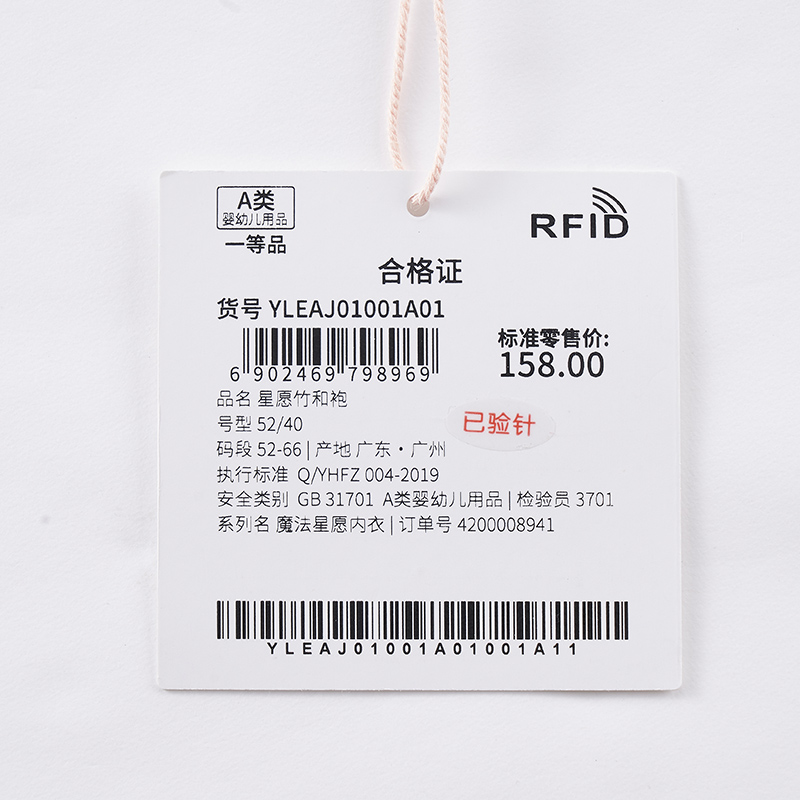 A类
婴幼儿用品
一等品
RFID
合格证
货号 YLEAJ01001A01
标准零售价:
158.00
6 902469 798969
品名 星愿竹和袍
号型 52/40
已验针
码段 52-66 | 产地 广东·广州
执行标准 Q/YHFZ 004-2019
安全类别 GB 31701 A类婴幼儿用品 | 检验员 3701
系列名 魔法星愿内衣 | 订单号 4200008941
YLEAJ01001A01001A11